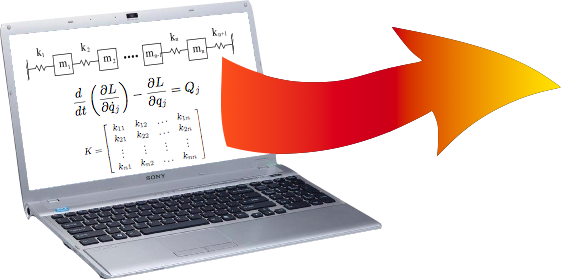 k₁ k₂ kₙ kₙ₊₁
m₁ m₂ •••• mₙ₋₁ mₙ
d/dt (∂L/∂q̇ⱼ) − ∂L/∂qⱼ = Qⱼ
K = [k₁₁ k₁₂ … k₁ₙ
k₂₁ k₂₂ … k₂ₙ
⋮ ⋮ ⋮ ⋮
kₙ₁ kₙ₂ … kₙₙ]
SONY